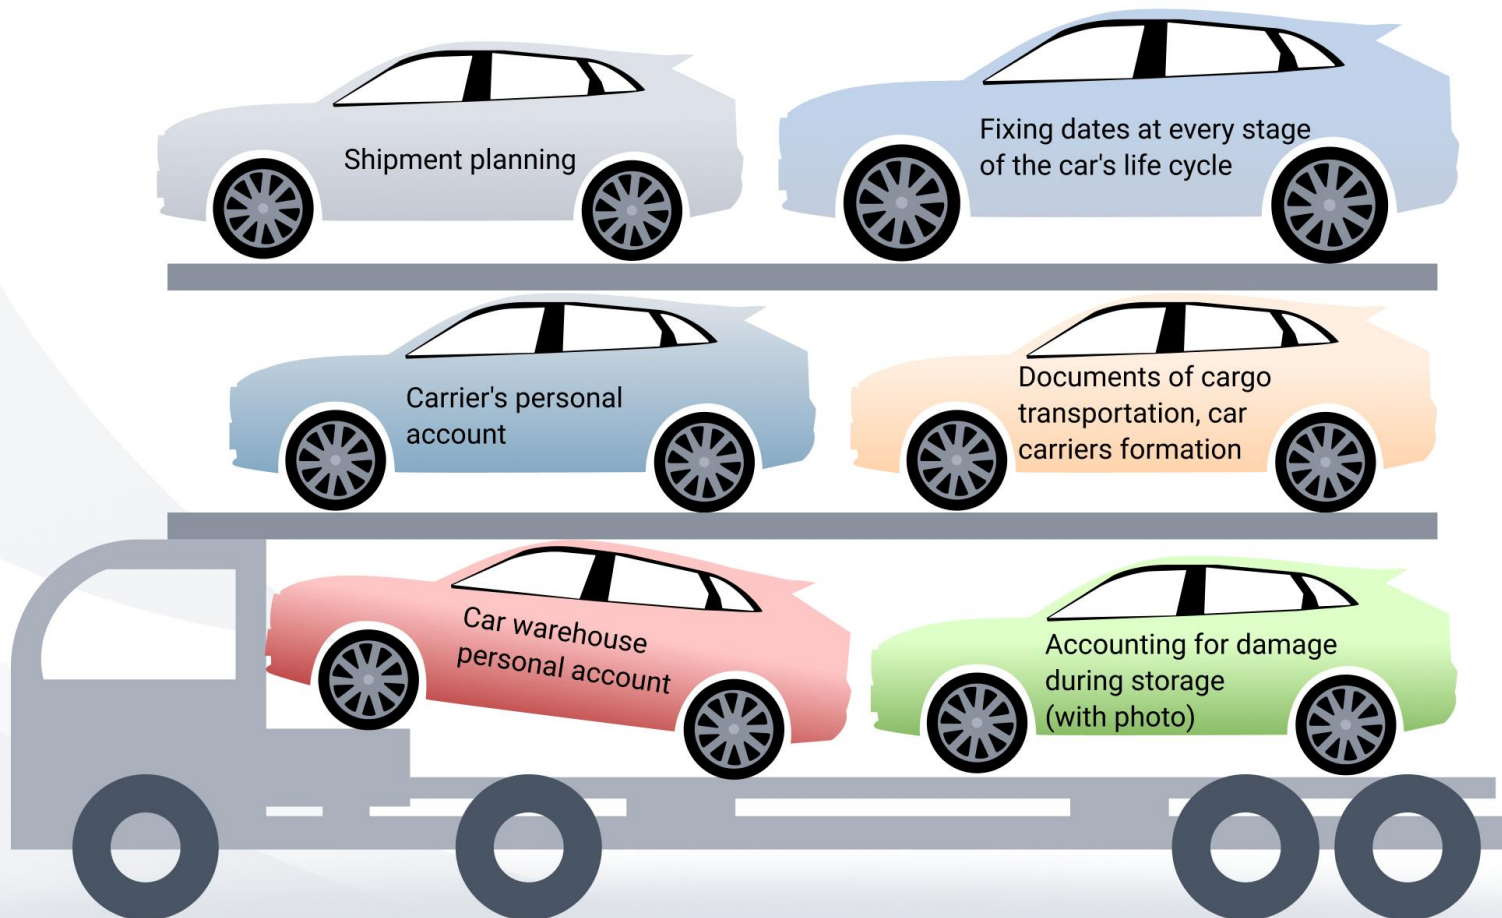 Shipment planning
Fixing dates at every stage
of the car's life cycle
Carrier's personal
account
Documents of cargo
transportation, car
carriers formation
Car warehouse
personal account
Accounting for damage
during storage
(with photo)